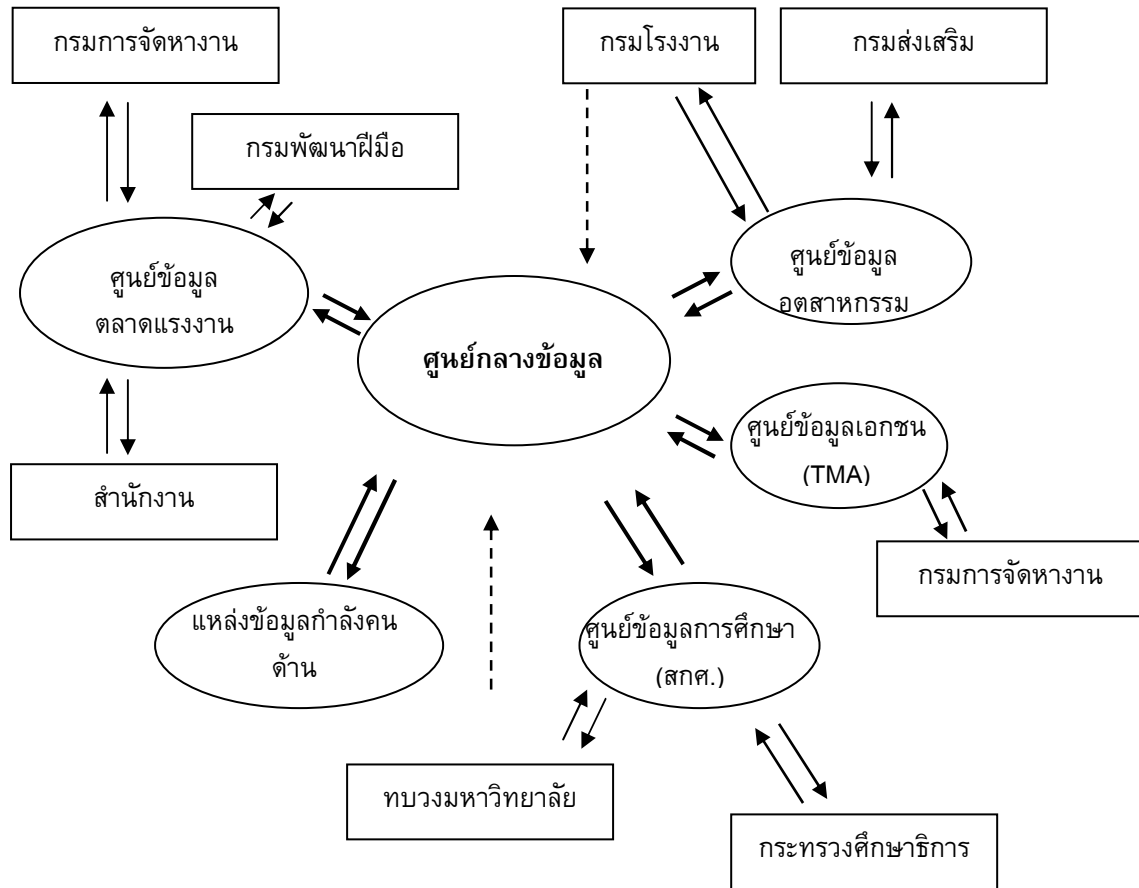 กรมการจัดหางาน
กรมโรงงาน
กรมส่งเสริม
กรมพัฒนาฝีมือ
ศูนย์ข้อมูล
ตลาดแรงงาน
ศูนย์ข้อมูล
อตสาหกรรม
ศูนย์กลางข้อมูล
ศูนย์ข้อมูลเอกชน
(TMA)
สำนักงาน
กรมการจัดหางาน
แหล่งข้อมูลกำลังคน
ด้าน
ศูนย์ข้อมูลการศึกษา
(สกศ.)
ทบวงมหาวิทยาลัย
กระทรวงศึกษาธิการ